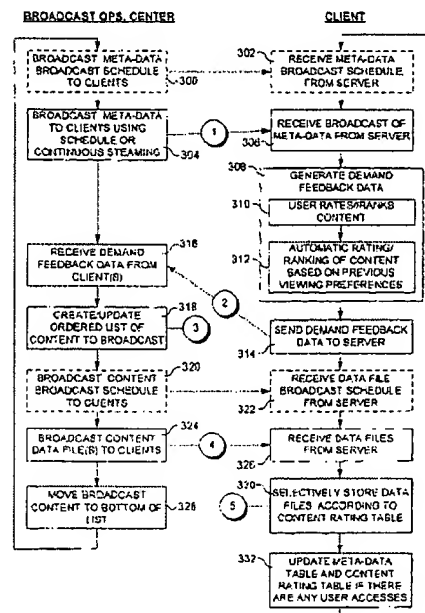 BROADCAST OPS. CENTER
CLIENT
BROADCAST META-DATA
BROADCAST SCHEDULE
TO CLIENTS
300
302
RECEIVE META-DATA
BROADCAST SCHEDULE
FROM SERVER
BROADCAST META-DATA
TO CLIENTS USING
SCHEDULE OR
CONTINUOUS STEAMING
304
1
RECEIVE BROADCAST OF
META-DATA FROM SERVER
306
308
GENERATE DEMAND
FEEDBACK DATA
310
USER RATES/RANKS
CONTENT
312
AUTOMATIC RATING/
RANKING OF CONTENT
BASED ON PREVIOUS
VIEWING PREFERENCES
316
RECEIVE DEMAND
FEEDBACK DATA FROM
CLIENT(S)
2
318
CREATE/UPDATE
ORDERED LIST OF
CONTENT TO BROADCAST
3
SEND DEMAND FEEDBACK
DATA TO SERVER
314
320
BROADCAST CONTENT
BROADCAST SCHEDULE
TO CLIENTS
RECEIVE DATA FILE
BROADCAST SCHEDULE
FROM SERVER
322
324
BROADCAST CONTENT
DATA FILE(S) TO CLIENTS
4
RECEIVE DATA FILES
FROM SERVER
326
MOVE BROADCAST
CONTENT TO BOTTOM OF
LIST
328
SELECTIVELY STORE DATA
FILES ACCORDING TO
CONTENT RATING TABLE
5
332
UPDATE META-DATA
TABLE AND CONTENT
RATING TABLE IF THERE
ARE ANY USER ACCESSES